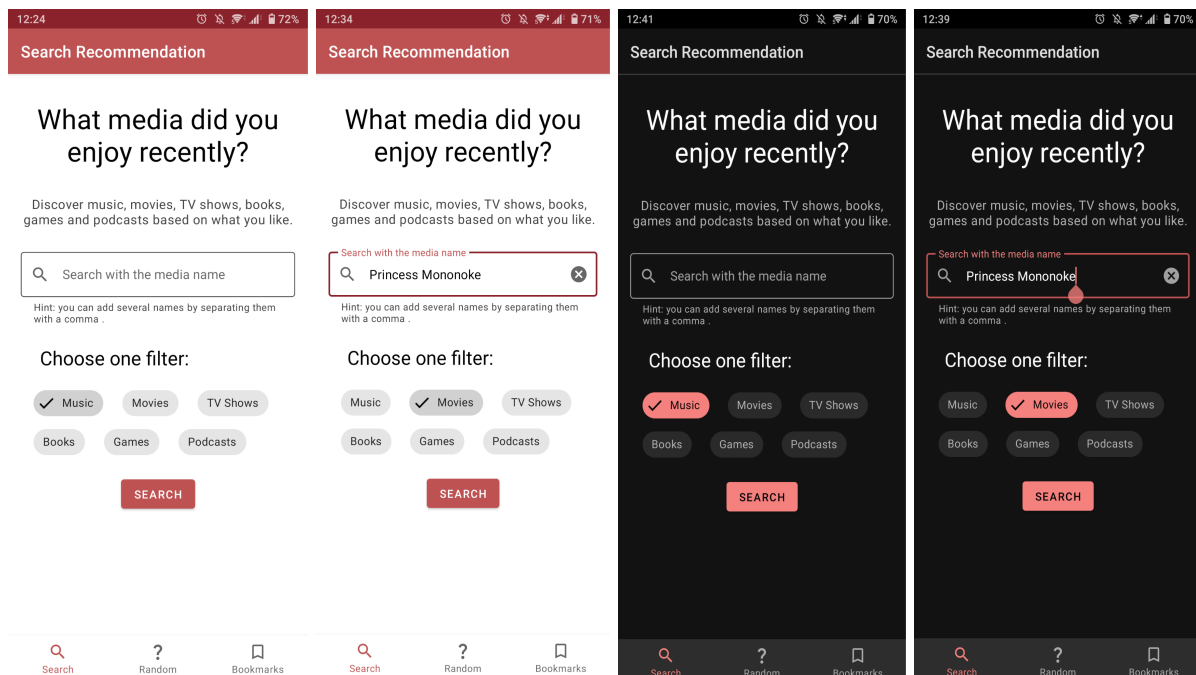 12:24
72%
Search Recommendation
What media did you
enjoy recently?
Discover music, movies, TV shows, books,
games and podcasts based on what you like.
Search with the media name
Hint: you can add several names by separating them
with a comma .
Choose one filter:
Music
Movies
TV Shows
Books
Games
Podcasts
SEARCH
Search
Random
Bookmarks
12:34
71%
Search Recommendation
What media did you
enjoy recently?
Discover music, movies, TV shows, books,
games and podcasts based on what you like.
Search with the media name
Princess Mononoke
Hint: you can add several names by separating them
with a comma .
Choose one filter:
Music
Movies
TV Shows
Books
Games
Podcasts
SEARCH
Search
Random
Bookmarks
12:41
70%
Search Recommendation
What media did you
enjoy recently?
Discover music, movies, TV shows, books,
games and podcasts based on what you like.
Search with the media name
Hint: you can add several names by separating them
with a comma .
Choose one filter:
Music
Movies
TV Shows
Books
Games
Podcasts
SEARCH
Search
Random
Bookmarks
12:39
70%
Search Recommendation
What media did you
enjoy recently?
Discover music, movies, TV shows, books,
games and podcasts based on what you like.
Search with the media name
Princess Mononoke
Hint: you can add several names by separating them
with a comma .
Choose one filter:
Music
Movies
TV Shows
Books
Games
Podcasts
SEARCH
Search
Random
Bookmarks